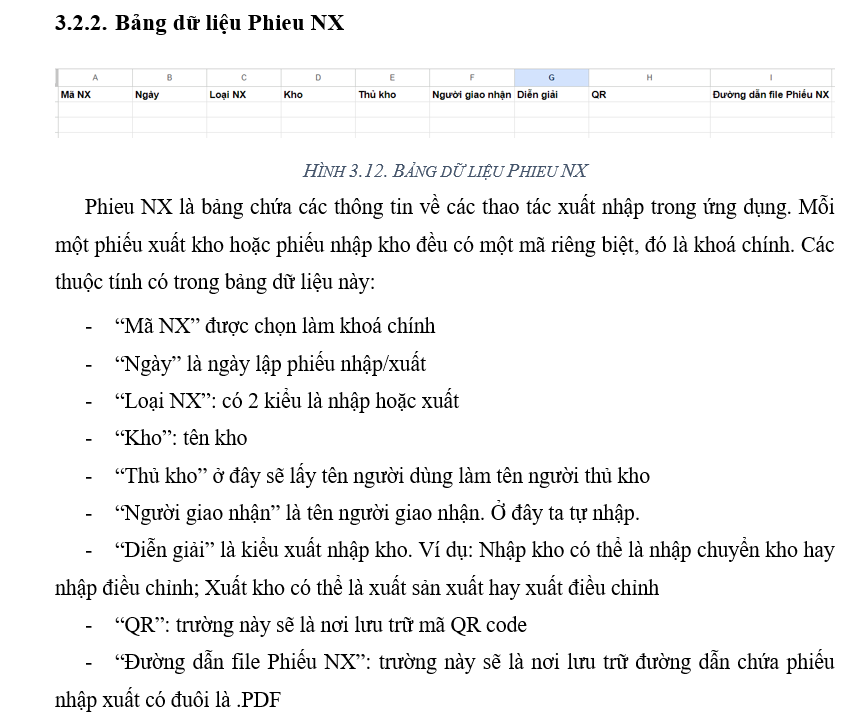 3.2.2. Bảng dữ liệu Phieu NX
A B C D E F G H I
Mã NX Ngày Loại NX Kho Thủ kho Người giao nhận Diễn giải QR Đường dẫn file Phiếu NX
HÌNH 3.12. BẢNG DỮ LIỆU PHIEU NX
Phieu NX là bảng chứa các thông tin về các thao tác xuất nhập trong ứng dụng. Mỗi
một phiếu xuất kho hoặc phiếu nhập kho đều có một mã riêng biệt, đó là khoá chính. Các
thuộc tính có trong bảng dữ liệu này:
- “Mã NX” được chọn làm khoá chính
- “Ngày” là ngày lập phiếu nhập/xuất
- “Loại NX”: có 2 kiểu là nhập hoặc xuất
- “Kho”: tên kho
- “Thủ kho” ở đây sẽ lấy tên người dùng làm tên người thủ kho
- “Người giao nhận” là tên người giao nhận. Ở đây ta tự nhập.
- “Diễn giải” là kiểu xuất nhập kho. Ví dụ: Nhập kho có thể là nhập chuyển kho hay
nhập điều chỉnh; Xuất kho có thể là xuất sản xuất hay xuất điều chỉnh
- “QR”: trường này sẽ là nơi lưu trữ mã QR code
- “Đường dẫn file Phiếu NX”: trường này sẽ là nơi lưu trữ đường dẫn chứa phiếu
nhập xuất có đuôi là .PDF